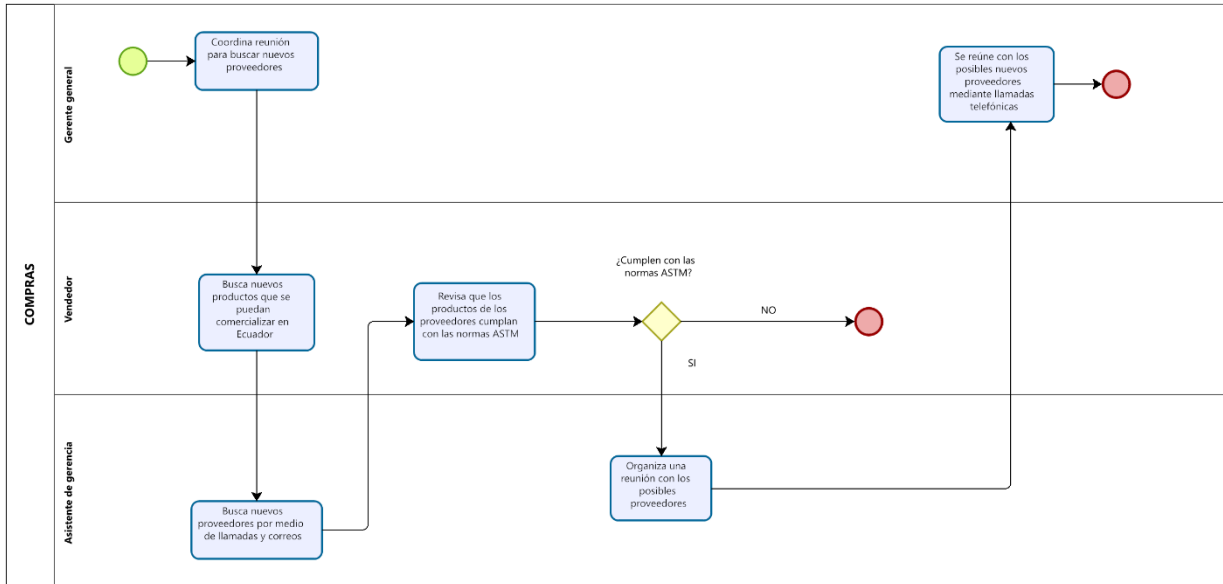 COMPRAS
Gerente general
Coordina reunión
para buscar nuevos
proveedores
Se reúne con los
posibles nuevos
proveedores
mediante llamadas
telefónicas
Vendedor
Busca nuevos
productos que se
puedan
comercializar en
Ecuador
Revisa que los
productos de los
proveedores cumplan
con las normas ASTM
¿Cumplen con las
normas ASTM?
NO
SI
Asistente de gerencia
Busca nuevos
proveedores por medio
de llamadas y correos
Organiza una
reunión con los
posibles
proveedores